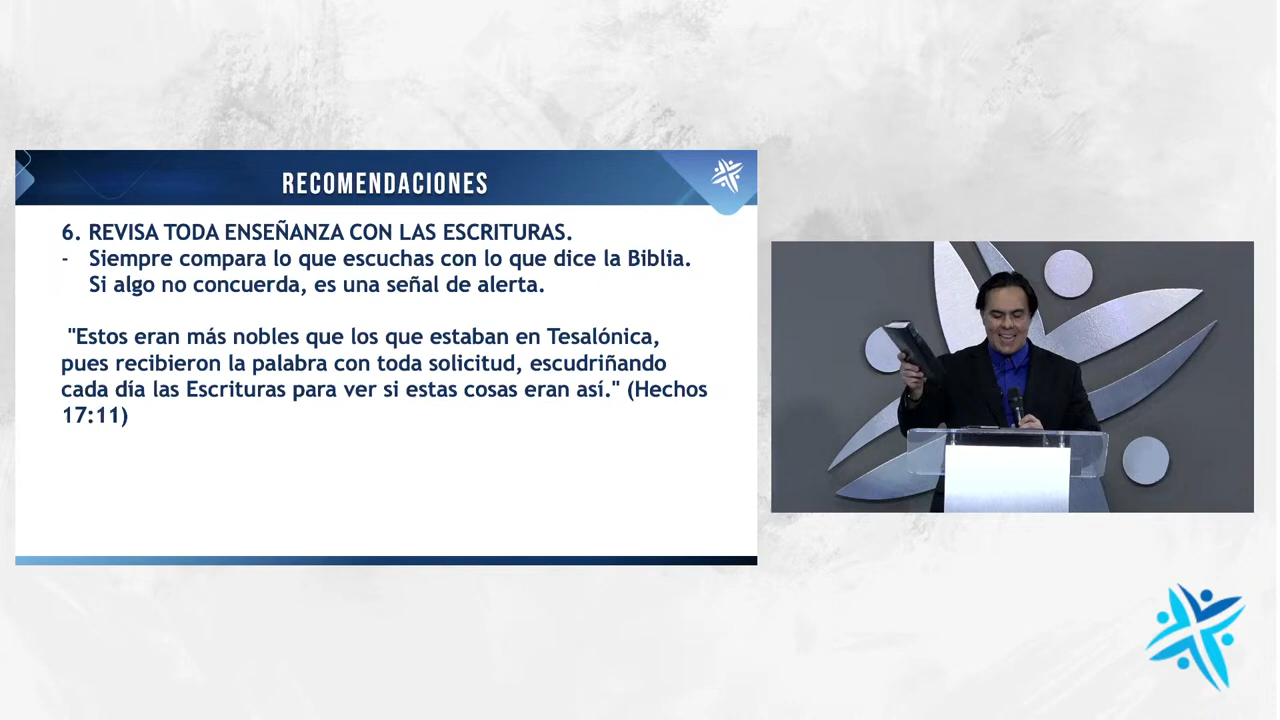 RECOMENDACIONES
6. REVISA TODA ENSEÑANZA CON LAS ESCRITURAS.
- Siempre compara lo que escuchas con lo que dice la Biblia.
Si algo no concuerda, es una señal de alerta.
"Estos eran más nobles que los que estaban en Tesalónica,
pues recibieron la palabra con toda solicitud, escudriñando
cada día las Escrituras para ver si estas cosas eran así." (Hechos
17:11)